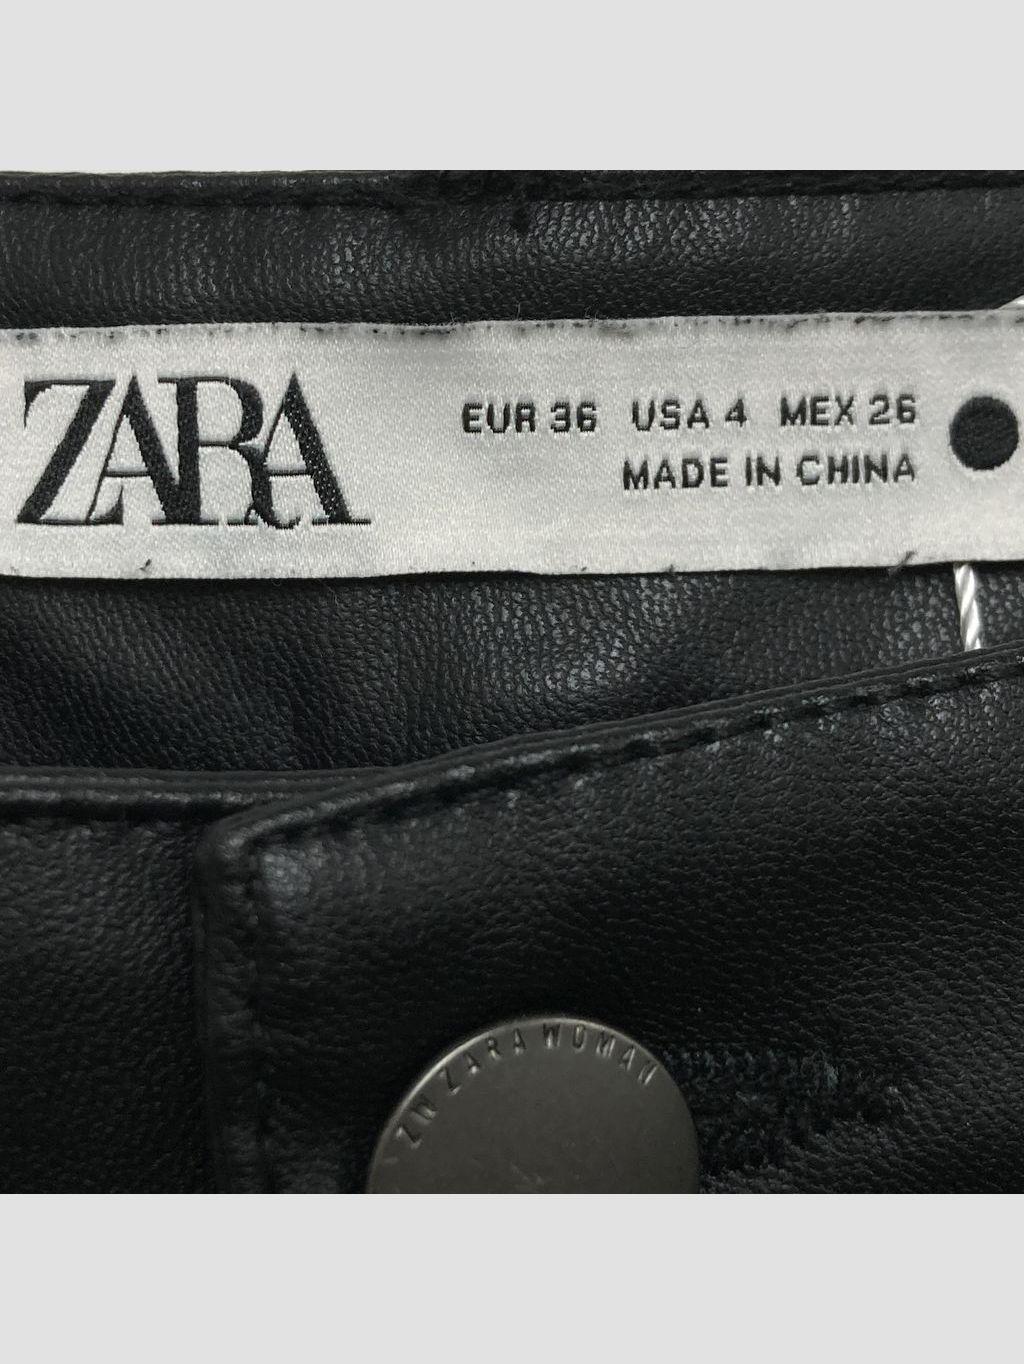 ZARA
EUR 36 USA 4 MEX 26
MADE IN CHINA
ZW ZARA WOMAN